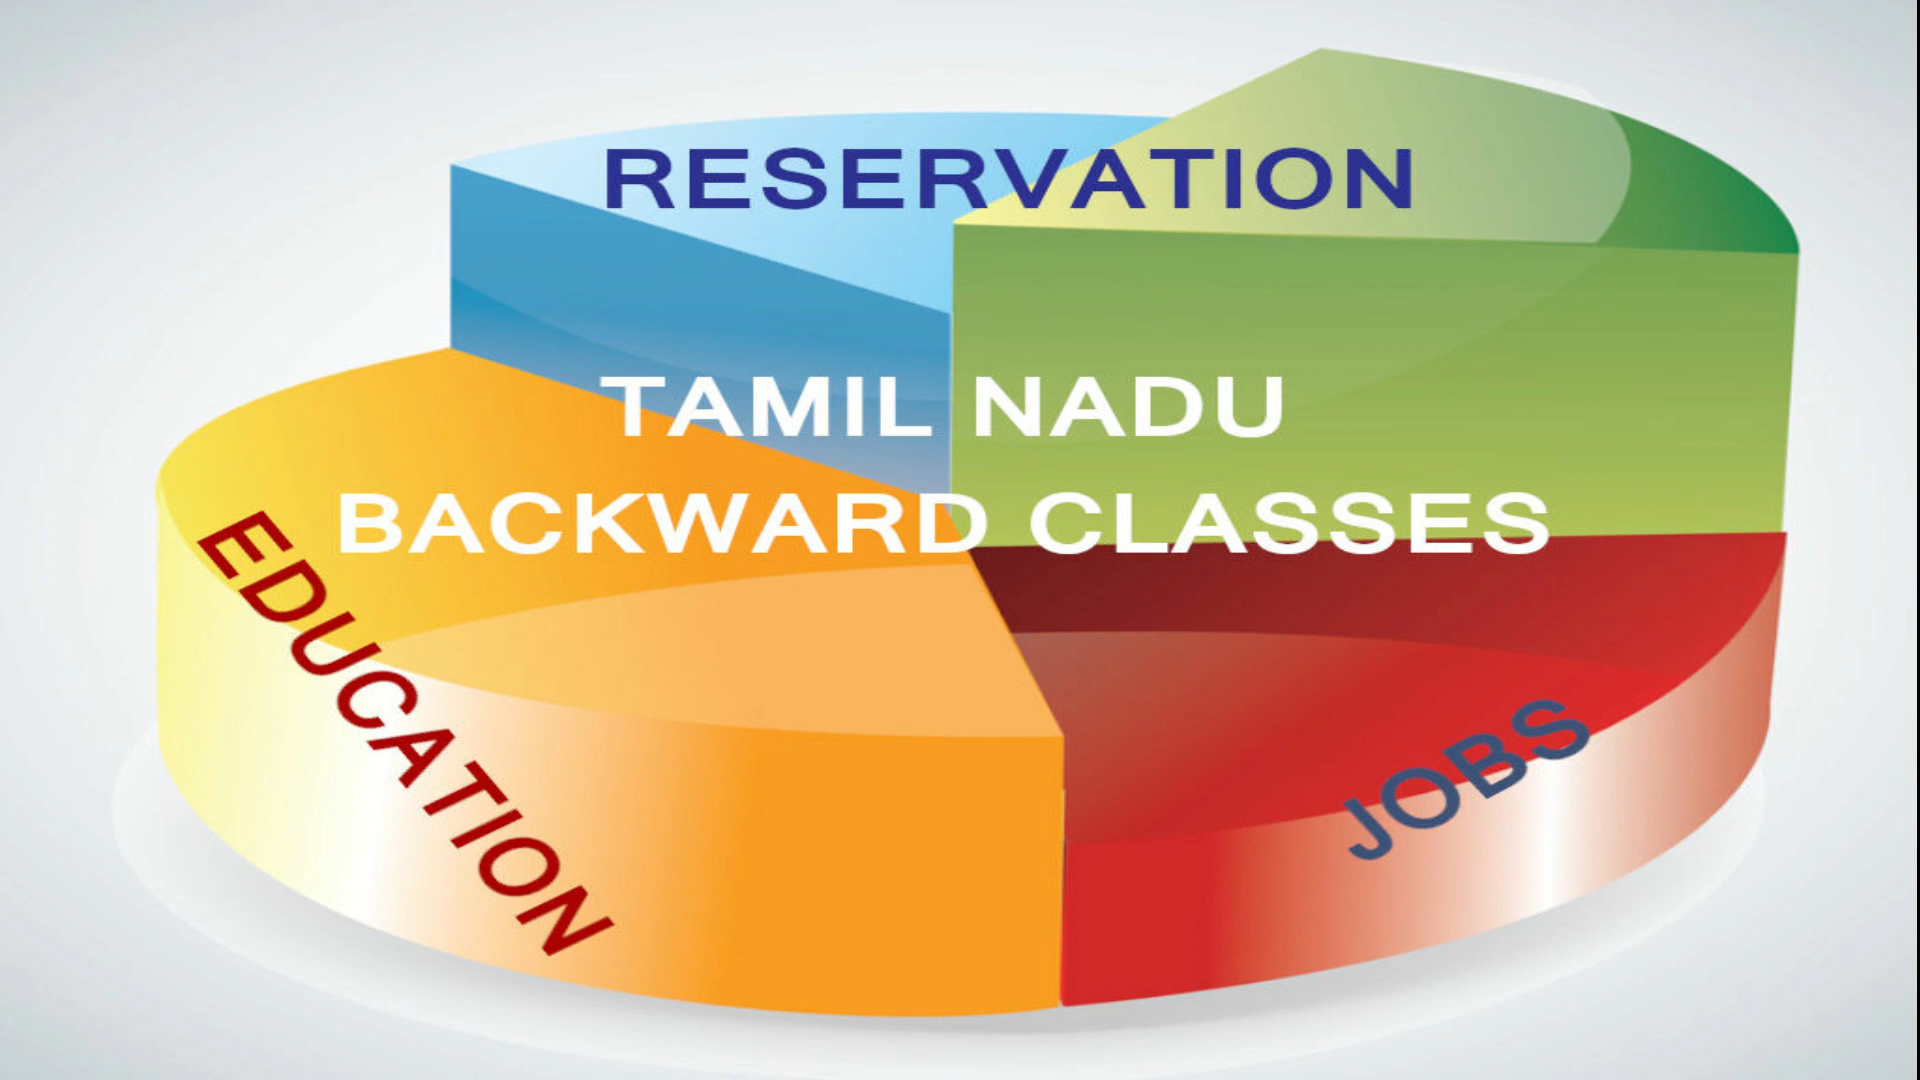 RESERVATION
TAMIL NADU
BACKWARD CLASSES
EDUCATION
JOBS